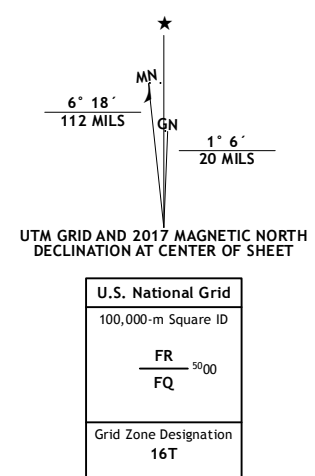 ★
MN
6° 18´
112 MILS
GN
1° 6´
20 MILS
UTM GRID AND 2017 MAGNETIC NORTH
DECLINATION AT CENTER OF SHEET
U.S. National Grid
100,000-m Square ID
FR
5000
FQ
Grid Zone Designation
16T